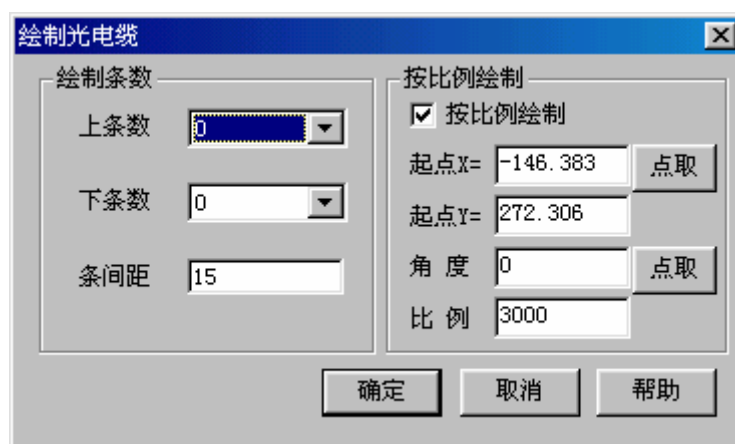 绘制光电缆
绘制条数
上条数 0
下条数 0
条间距 15
按比例绘制
按比例绘制
起点X= -146.383 点取
起点Y= 272.306
角 度 0 点取
比 例 3000
确定 取消 帮助